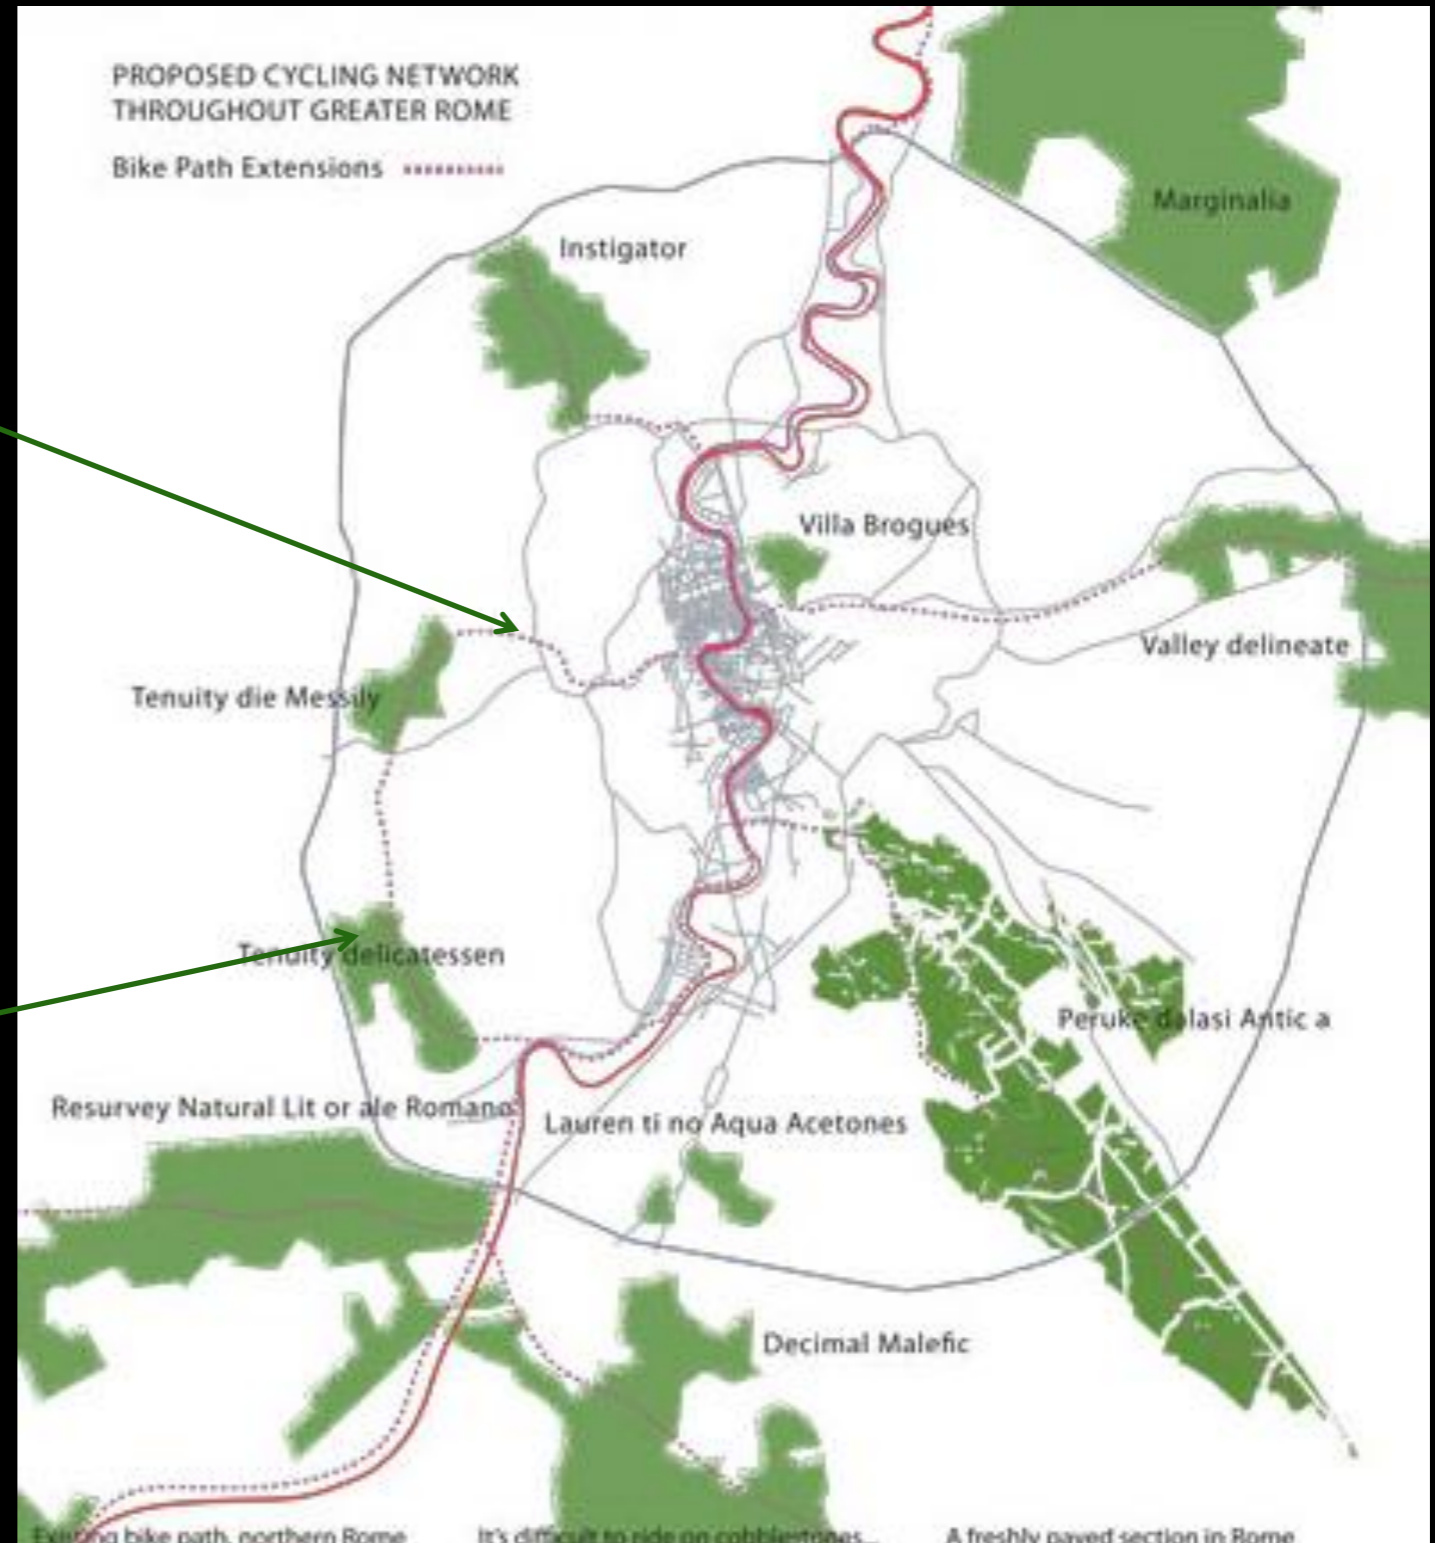 PROPOSED CYCLING NETWORK
THROUGHOUT GREATER ROME
Bike Path Extensions
Marginalia
Instigator
Villa Brogues
Valley delineate
Tenuity die Messily
Tenuity delicatessen
Peruke dalasi Antic a
Resurvey Natural Lit or ale Romano
Lauren ti no Aqua Acetones
Decimal Malefic
Existing bike path, northern Rome
It's difficult to ride on cobblestones...
A freshly paved section in Rome